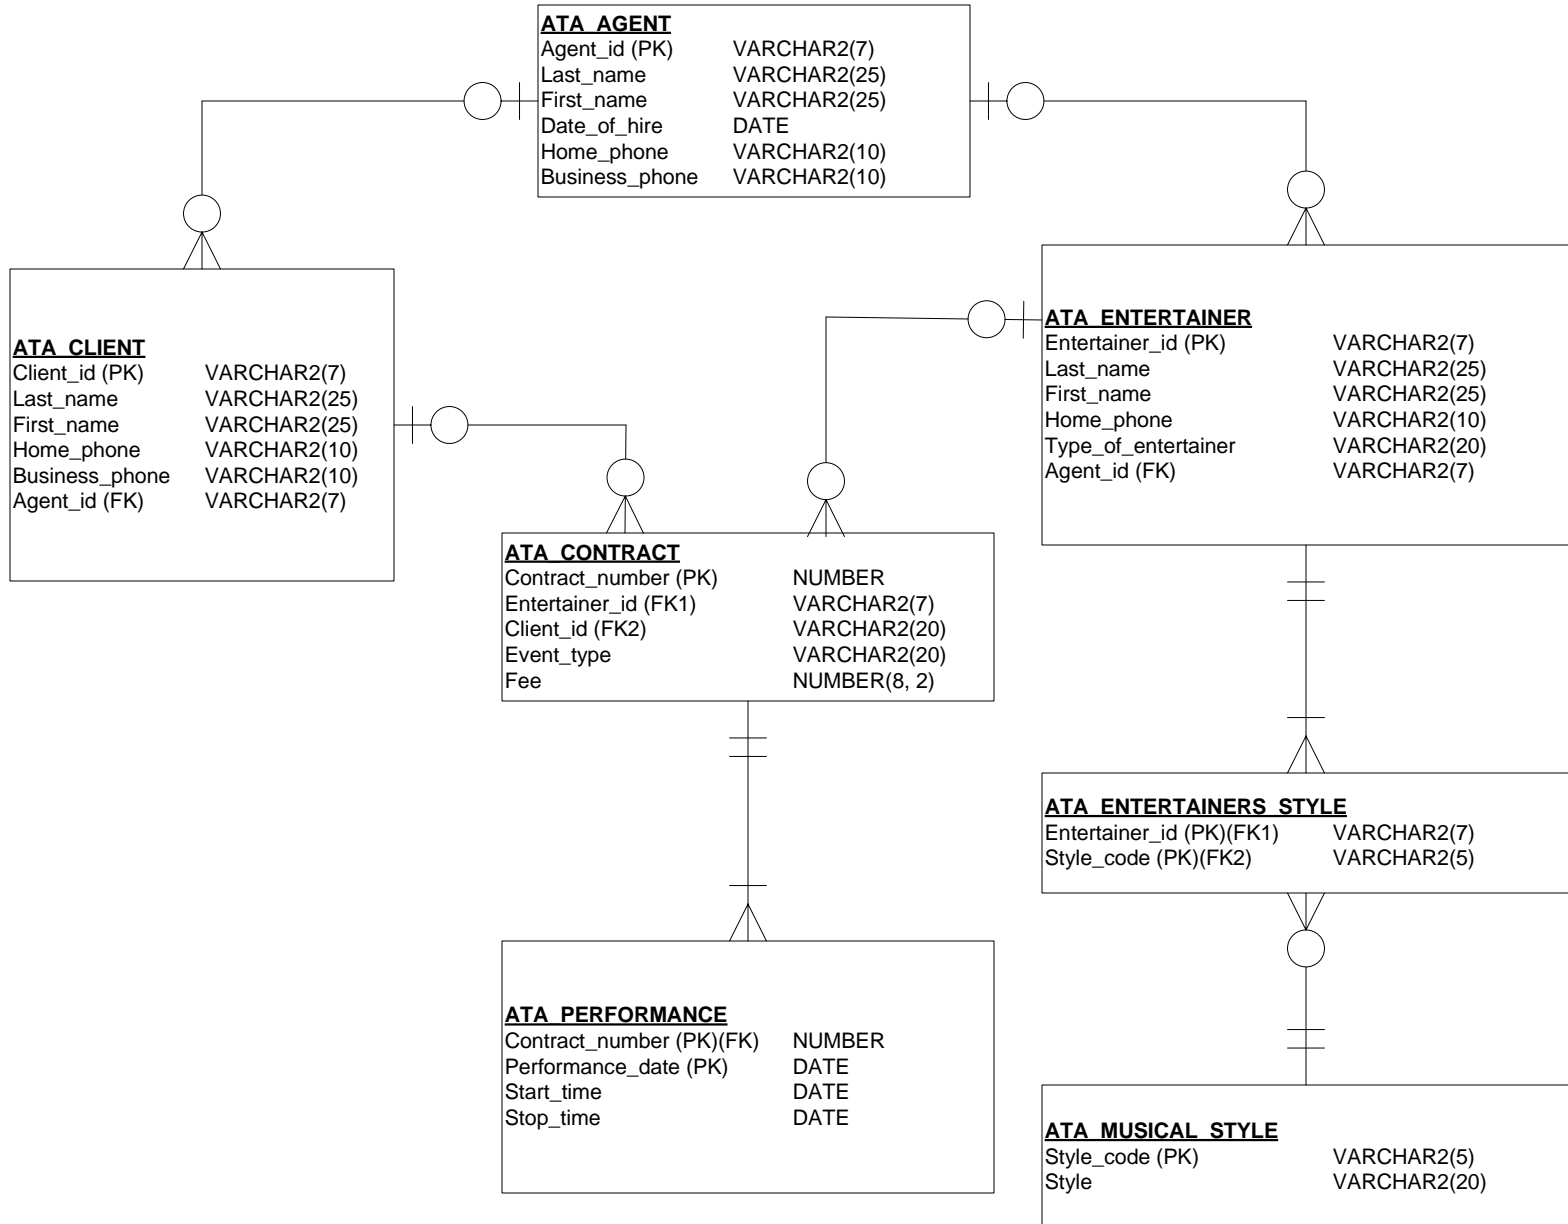 ATA_AGENT
Agent_id (PK) VARCHAR2(7)
Last_name VARCHAR2(25)
First_name VARCHAR2(25)
Date_of_hire DATE
Home_phone VARCHAR2(10)
Business_phone VARCHAR2(10)
ATA_CLIENT
Client_id (PK) VARCHAR2(7)
Last_name VARCHAR2(25)
First_name VARCHAR2(25)
Home_phone VARCHAR2(10)
Business_phone VARCHAR2(10)
Agent_id (FK) VARCHAR2(7)
ATA_ENTERTAINER
Entertainer_id (PK) VARCHAR2(7)
Last_name VARCHAR2(25)
First_name VARCHAR2(25)
Home_phone VARCHAR2(10)
Type_of_entertainer VARCHAR2(20)
Agent_id (FK) VARCHAR2(7)
ATA_CONTRACT
Contract_number (PK) NUMBER
Entertainer_id (FK1) VARCHAR2(7)
Client_id (FK2) VARCHAR2(20)
Event_type VARCHAR2(20)
Fee NUMBER(8, 2)
ATA_ENTERTAINERS_STYLE
Entertainer_id (PK)(FK1) VARCHAR2(7)
Style_code (PK)(FK2) VARCHAR2(5)
ATA_PERFORMANCE
Contract_number (PK)(FK) NUMBER
Performance_date (PK) DATE
Start_time DATE
Stop_time DATE
ATA_MUSICAL_STYLE
Style_code (PK) VARCHAR2(5)
Style VARCHAR2(20)